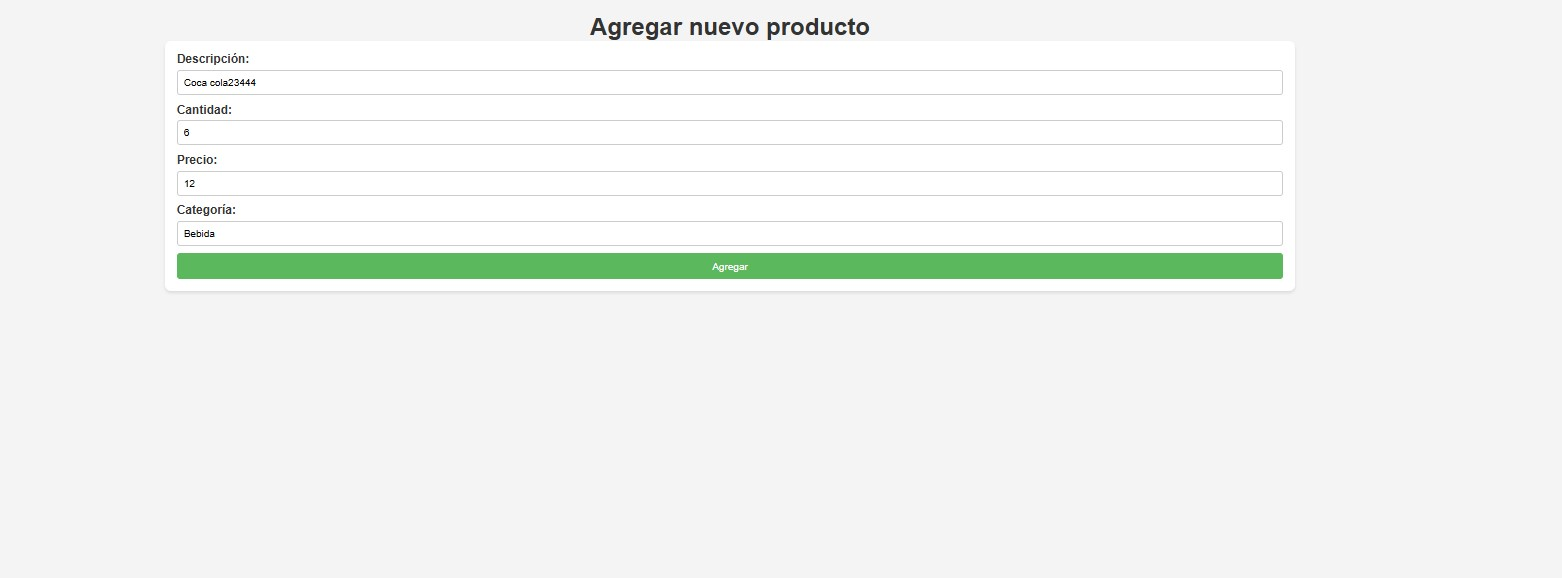 Agregar nuevo producto
Descripción:
Coca cola23444
Cantidad:
6
Precio:
12
Categoría:
Bebida
Agregar